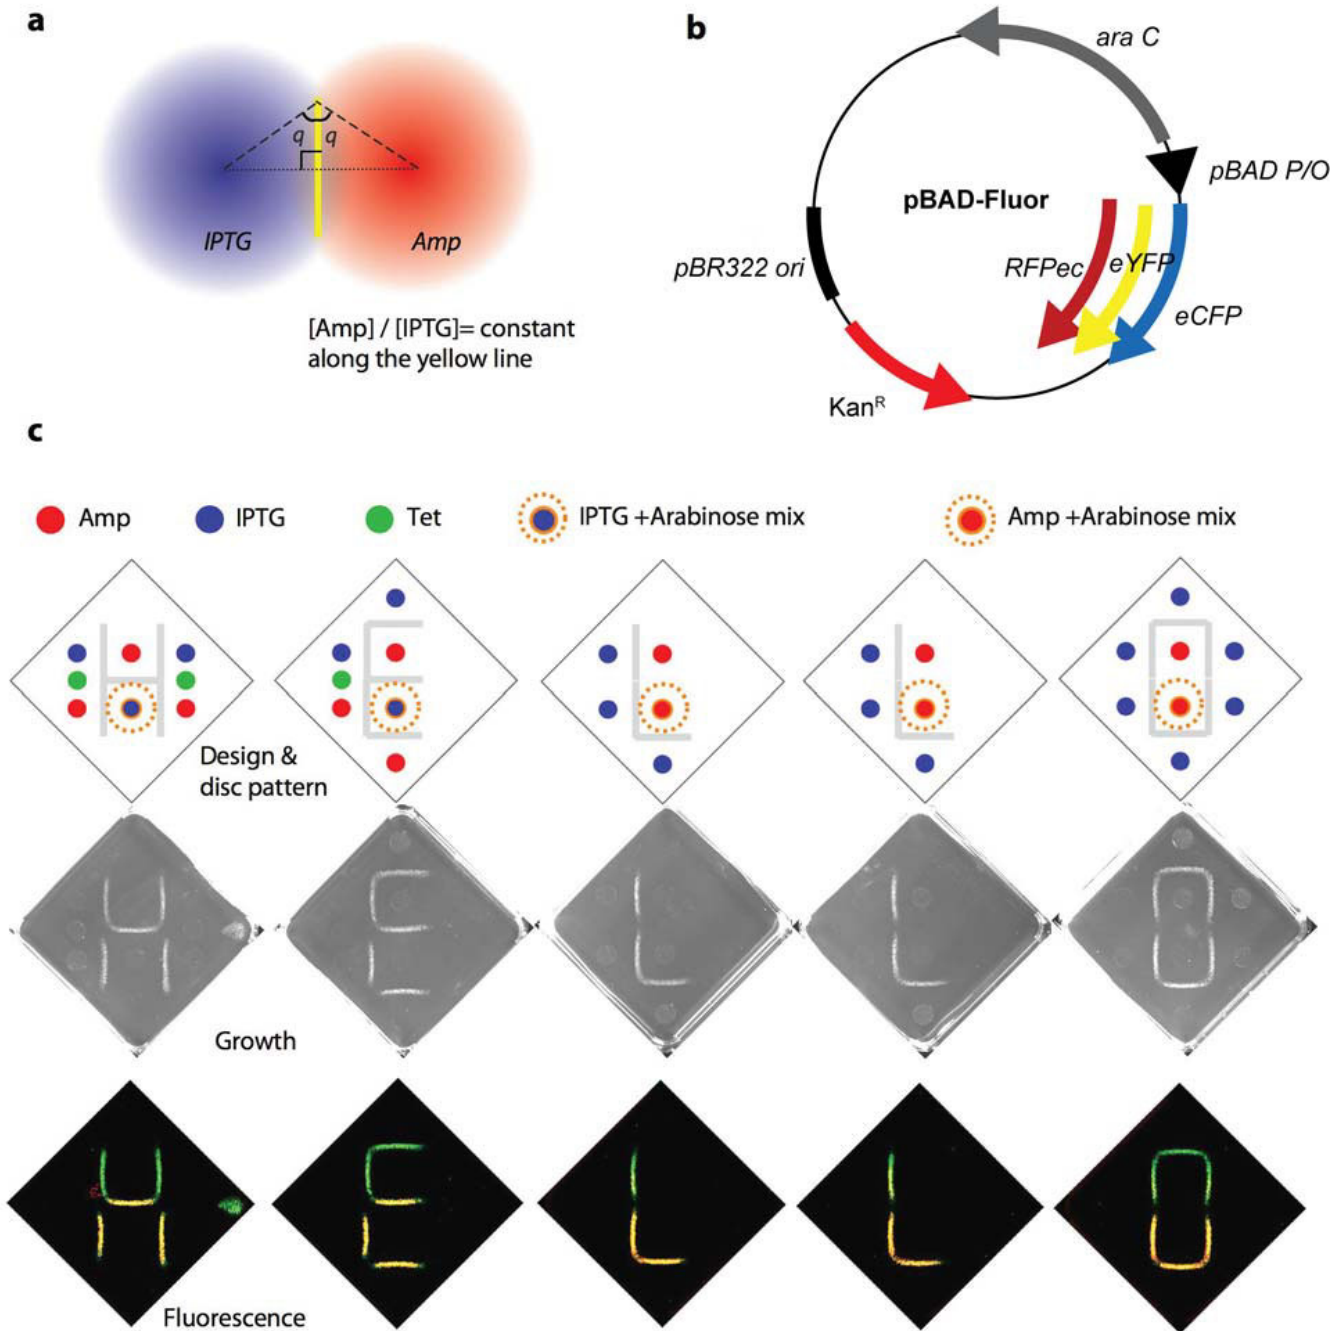 a
q q
IPTG
Amp
[Amp] / [IPTG]= constant
along the yellow line
b
ara C
pBAD P/O
pBAD-Fluor
RFPec
eYFP
eCFP
pBR322 ori
Kanᴿ
c
Amp IPTG Tet IPTG +Arabinose mix Amp +Arabinose mix
Design &
disc pattern
Growth
Fluorescence